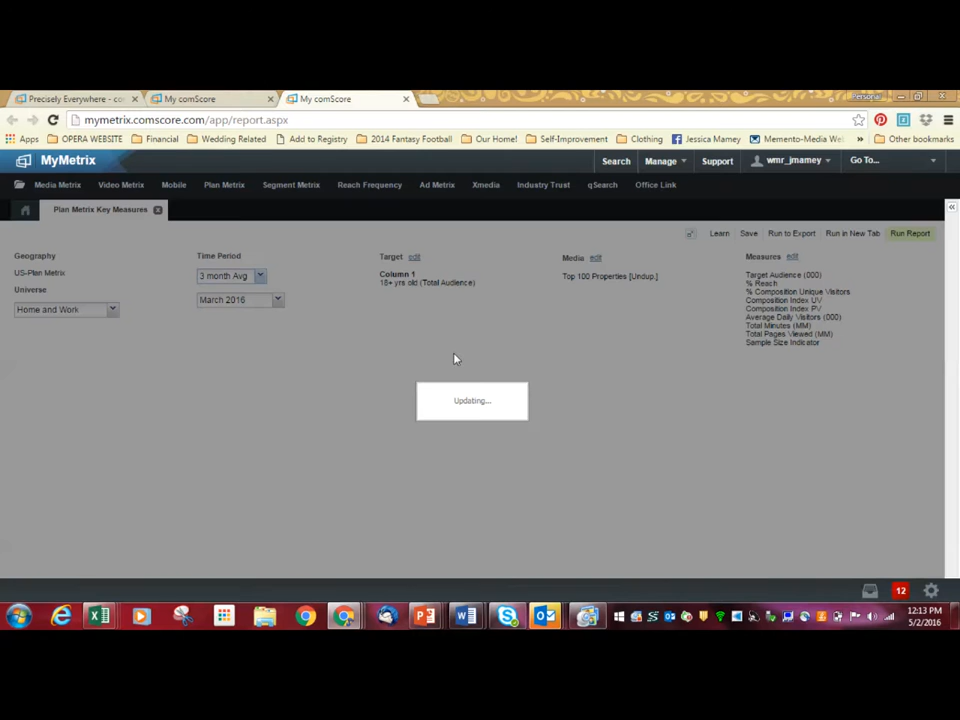 Precisely Everywhere - co
My comScore
My comScore
Personal
mymetrix.comscore.com/app/report.aspx
Apps
OPERA WEBSITE
Financial
Wedding Related
Add to Registry
2014 Fantasy Football
Our Home!
Self-Improvement
Clothing
Jessica Mamey
Memento-Media We
»
Other bookmarks
MyMetrix
Search
Manage
Support
wmr_jmamey
Go To...
Media Metrix
Video Metrix
Mobile
Plan Metrix
Segment Metrix
Reach Frequency
Ad Metrix
Xmedia
Industry Trust
qSearch
Office Link
Plan Metrix Key Measures
Learn
Save
Run to Export
Run in New Tab
Run Report
Geography
US-Plan Metrix
Universe
Home and Work
Time Period
3 month Avg
March 2016
Target edit
Column 1
18+ yrs old (Total Audience)
Media edit
Top 100 Properties [Undup.]
Measures edit
Target Audience (000)
% Reach
% Composition Unique Visitors
Composition Index UV
Composition Index PV
Average Daily Visitors (000)
Total Minutes (MM)
Total Pages Viewed (MM)
Sample Size Indicator
Updating...
12
12:13 PM
5/2/2016